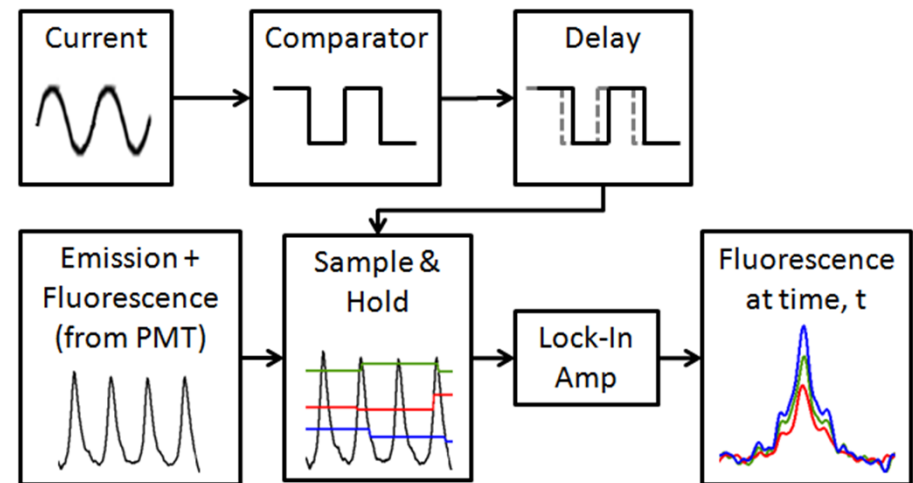 Current
Comparator
Delay
Emission +
Fluorescence
(from PMT)
Sample &
Hold
Lock-In
Amp
Fluorescence
at time, t